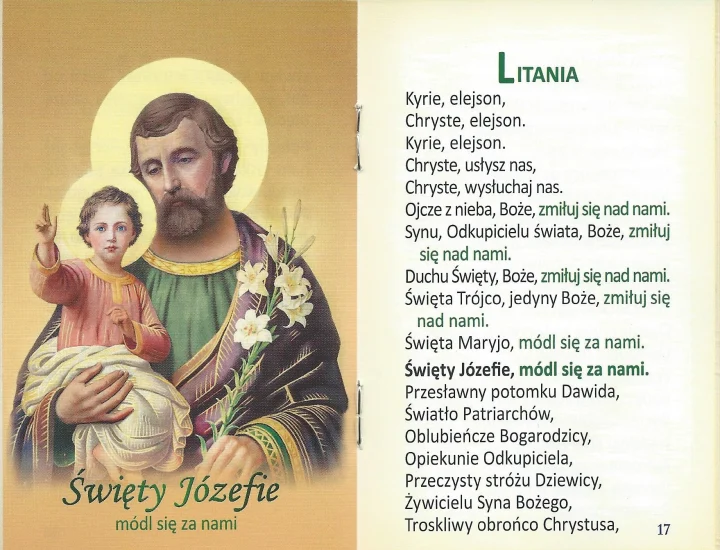 Święty Józefie
módl się za nami
LITANIA
Kyrie, elejson,
Chryste, elejson.
Kyrie, elejson.
Chryste, usłysz nas,
Chryste, wysłuchaj nas.
Ojcze z nieba, Boże, zmiłuj się nad nami.
Synu, Odkupicielu świata, Boże, zmiłuj
się nad nami.
Duchu Święty, Boże, zmiłuj się nad nami.
Święta Trójco, jedyny Boże, zmiłuj się
nad nami.
Święta Maryjo, módl się za nami.
Święty Józefie, módl się za nami.
Przesławny potomku Dawida,
Światło Patriarchów,
Oblubieńcze Bogarodzicy,
Opiekunie Odkupiciela,
Przeczysty stróżu Dziewicy,
Żywicielu Syna Bożego,
Troskliwy obrońco Chrystusa,
17